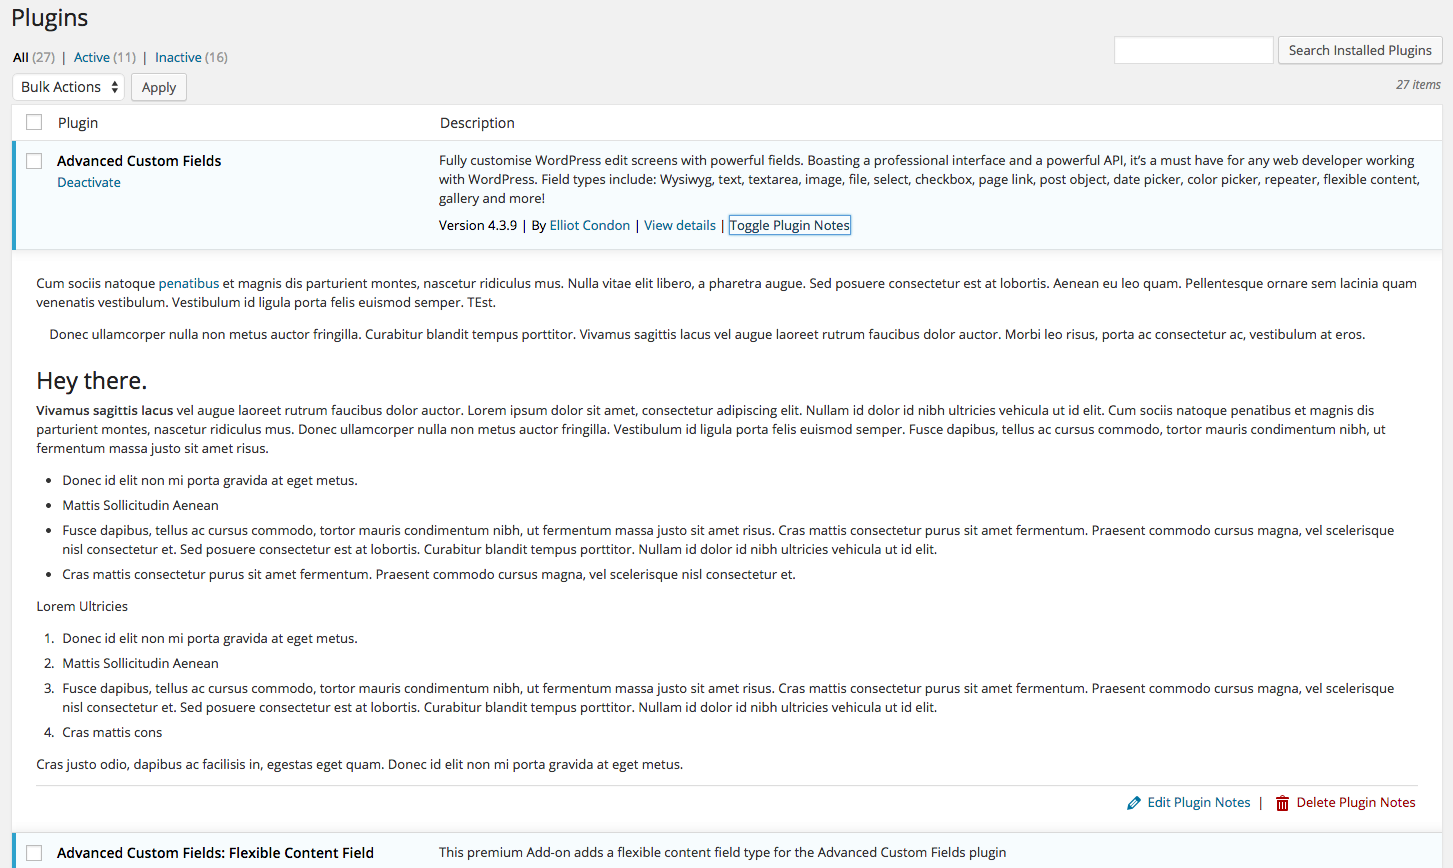 Plugins
All (27) | Active (11) | Inactive (16)
Search Installed Plugins
Bulk Actions Apply
27 items
Plugin Description
Advanced Custom Fields
Deactivate
Fully customise WordPress edit screens with powerful fields. Boasting a professional interface and a powerful API, it's a must have for any web developer working
with WordPress. Field types include: Wysiwyg, text, textarea, image, file, select, checkbox, page link, post object, date picker, color picker, repeater, flexible content,
gallery and more!
Version 4.3.9 | By Elliot Condon | View details | Toggle Plugin Notes
Cum sociis natoque penatibus et magnis dis parturient montes, nascetur ridiculus mus. Nulla vitae elit libero, a pharetra augue. Sed posuere consectetur est at lobortis. Aenean eu leo quam. Pellentesque ornare sem lacinia quam
venenatis vestibulum. Vestibulum id ligula porta felis euismod semper. TEst.
Donec ullamcorper nulla non metus auctor fringilla. Curabitur blandit tempus porttitor. Vivamus sagittis lacus vel augue laoreet rutrum faucibus dolor auctor. Morbi leo risus, porta ac consectetur ac, vestibulum at eros.
Hey there.
Vivamus sagittis lacus vel augue laoreet rutrum faucibus dolor auctor. Lorem ipsum dolor sit amet, consectetur adipiscing elit. Nullam id dolor id nibh ultricies vehicula ut id elit. Cum sociis natoque penatibus et magnis dis
parturient montes, nascetur ridiculus mus. Donec ullamcorper nulla non metus auctor fringilla. Vestibulum id ligula porta felis euismod semper. Fusce dapibus, tellus ac cursus commodo, tortor mauris condimentum nibh, ut
fermentum massa justo sit amet risus.
• Donec id elit non mi porta gravida at eget metus.
• Mattis Sollicitudin Aenean
• Fusce dapibus, tellus ac cursus commodo, tortor mauris condimentum nibh, ut fermentum massa justo sit amet risus. Cras mattis consectetur purus sit amet fermentum. Praesent commodo cursus magna, vel scelerisque
nisl consectetur et. Sed posuere consectetur est at lobortis. Curabitur blandit tempus porttitor. Nullam id dolor id nibh ultricies vehicula ut id elit.
• Cras mattis consectetur purus sit amet fermentum. Praesent commodo cursus magna, vel scelerisque nisl consectetur et.
Lorem Ultricies
1. Donec id elit non mi porta gravida at eget metus.
2. Mattis Sollicitudin Aenean
3. Fusce dapibus, tellus ac cursus commodo, tortor mauris condimentum nibh, ut fermentum massa justo sit amet risus. Cras mattis consectetur purus sit amet fermentum. Praesent commodo cursus magna, vel scelerisque
nisl consectetur et. Sed posuere consectetur est at lobortis. Curabitur blandit tempus porttitor. Nullam id dolor id nibh ultricies vehicula ut id elit.
4. Cras mattis cons
Cras justo odio, dapibus ac facilisis in, egestas eget quam. Donec id elit non mi porta gravida at eget metus.
Edit Plugin Notes | Delete Plugin Notes
Advanced Custom Fields: Flexible Content Field
This premium Add-on adds a flexible content field type for the Advanced Custom Fields plugin